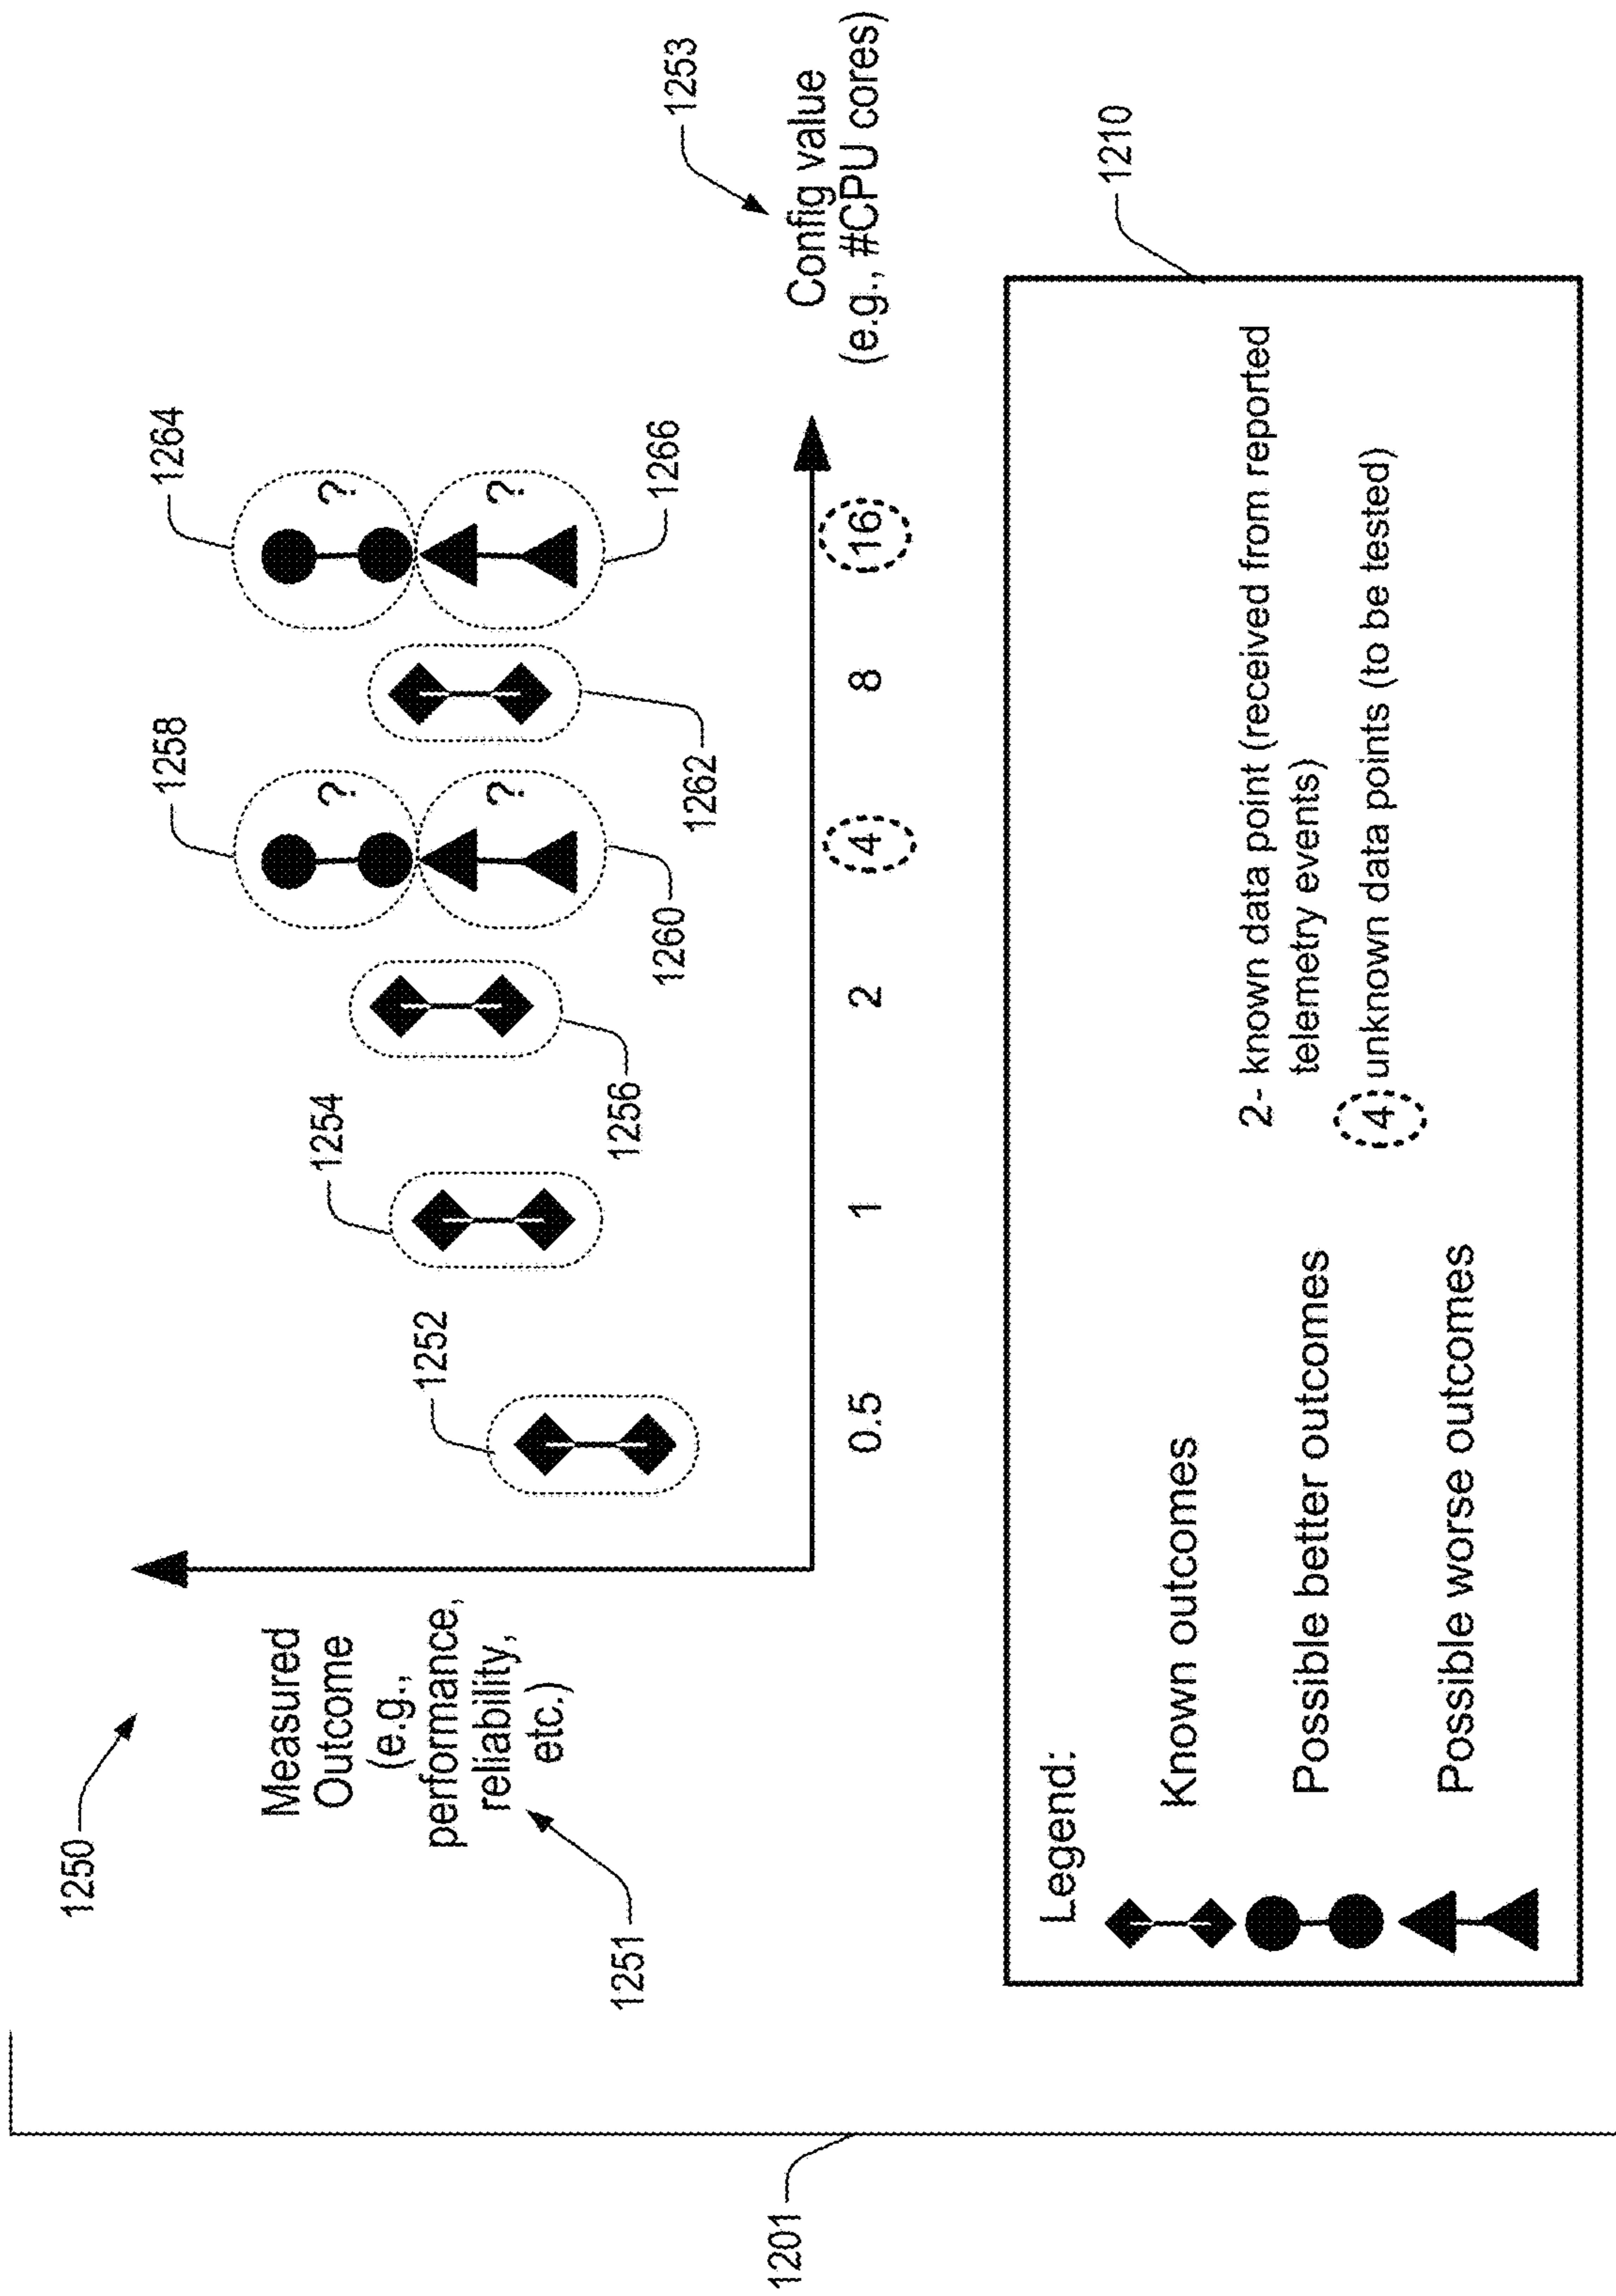 1250
Measured
Outcome
(e.g.,
performance,
reliability,
etc.)
1251
1252
1254
1256
1258
1260
1262
1264
1266
?
?
?
?
0.5
1
2
4
8
16
1253
Config value
(e.g., #CPU cores)
1201
1210
Legend:
Known outcomes
Possible better outcomes
Possible worse outcomes
2- known data point (received from reported
telemetry events)
4 unknown data points (to be tested)